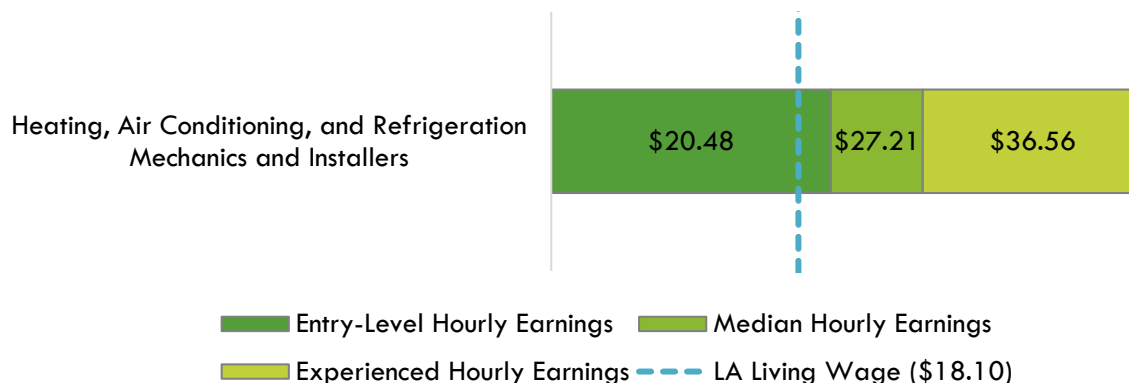 Heating, Air Conditioning, and Refrigeration
Mechanics and Installers
$20.48
$27.21
$36.56
Entry-Level Hourly Earnings
Median Hourly Earnings
Experienced Hourly Earnings
LA Living Wage ($18.10)